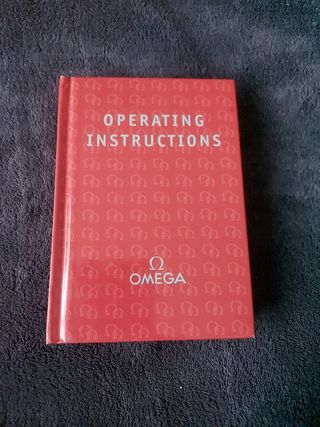 OPERATING
INSTRUCTIONS
Ω
OMEGA